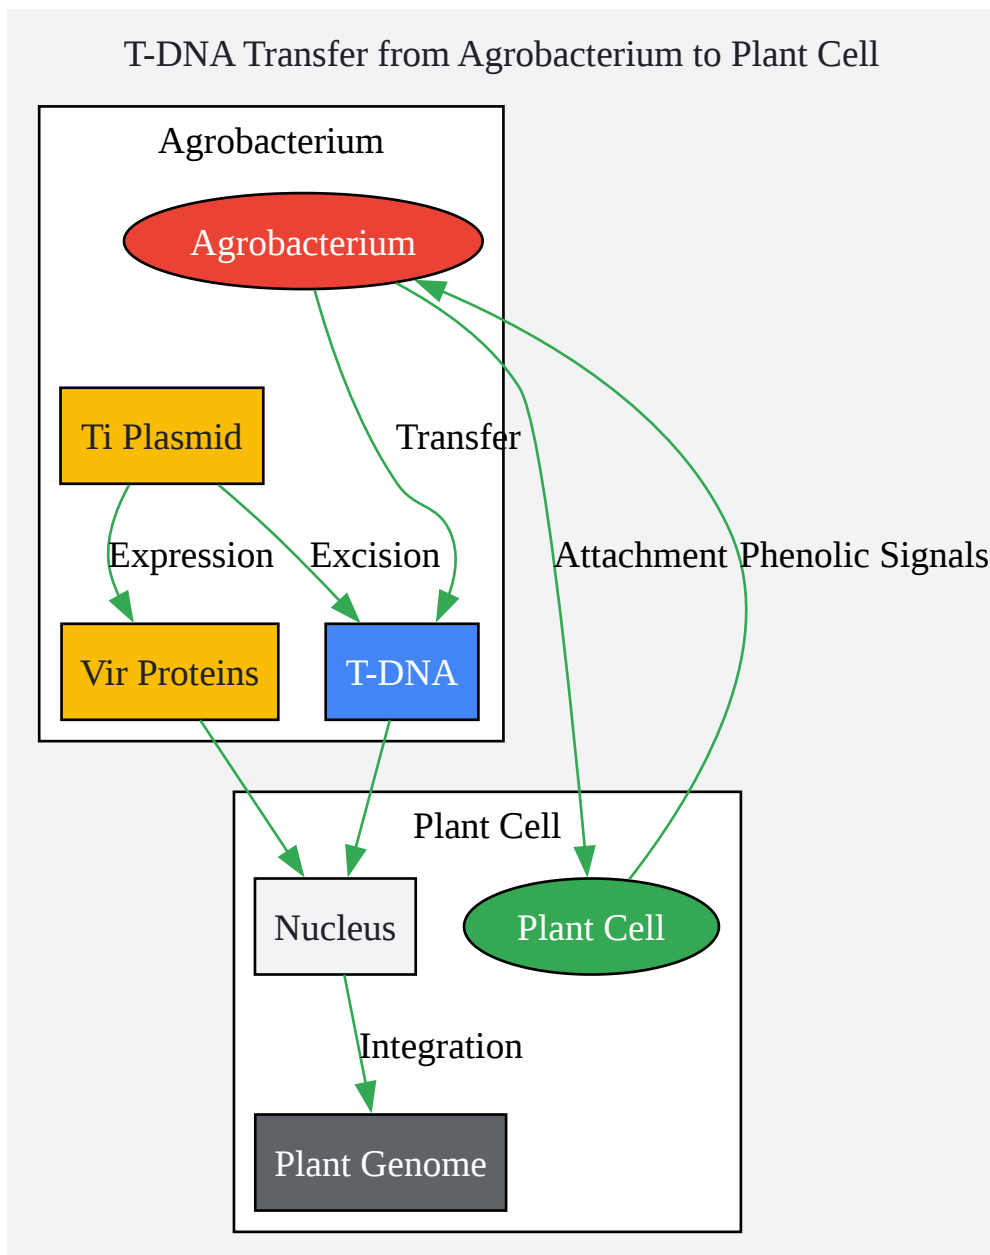 T-DNA Transfer from Agrobacterium to Plant Cell
Agrobacterium
Agrobacterium
Ti Plasmid
Transfer
Expression
Excision
Attachment
Phenolic Signals
Vir Proteins
T-DNA
Plant Cell
Nucleus
Plant Cell
Integration
Plant Genome